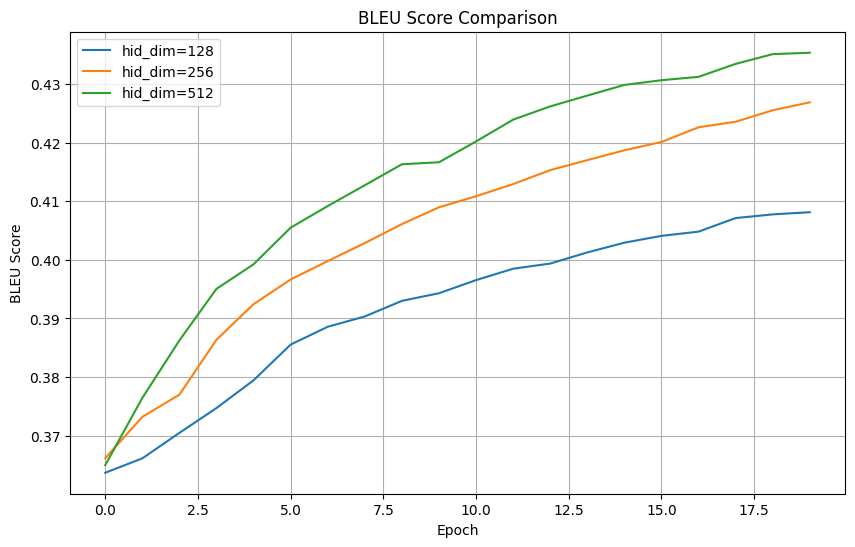 BLEU Score Comparison
hid_dim=128
hid_dim=256
hid_dim=512
BLEU Score
0.43
0.42
0.41
0.40
0.39
0.38
0.37
0.0 2.5 5.0 7.5 10.0 12.5 15.0 17.5
Epoch